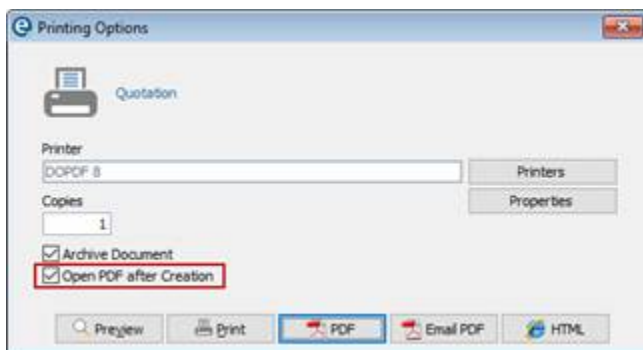 Printing Options
Quotation
Printer
DOPDF 8
Printers
Copies
Properties
1
Archive Document
Open PDF after Creation
Preview Print PDF Email PDF HTML